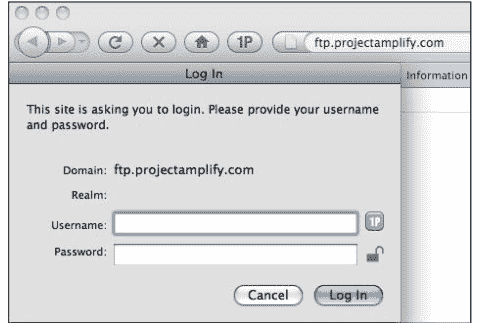 1P
ftp.projectamplify.com
Log In
Information
This site is asking you to login. Please provide your username
and password.
Domain: ftp.projectamplify.com
Realm:
Username:
1P
Password:
Cancel
Log In